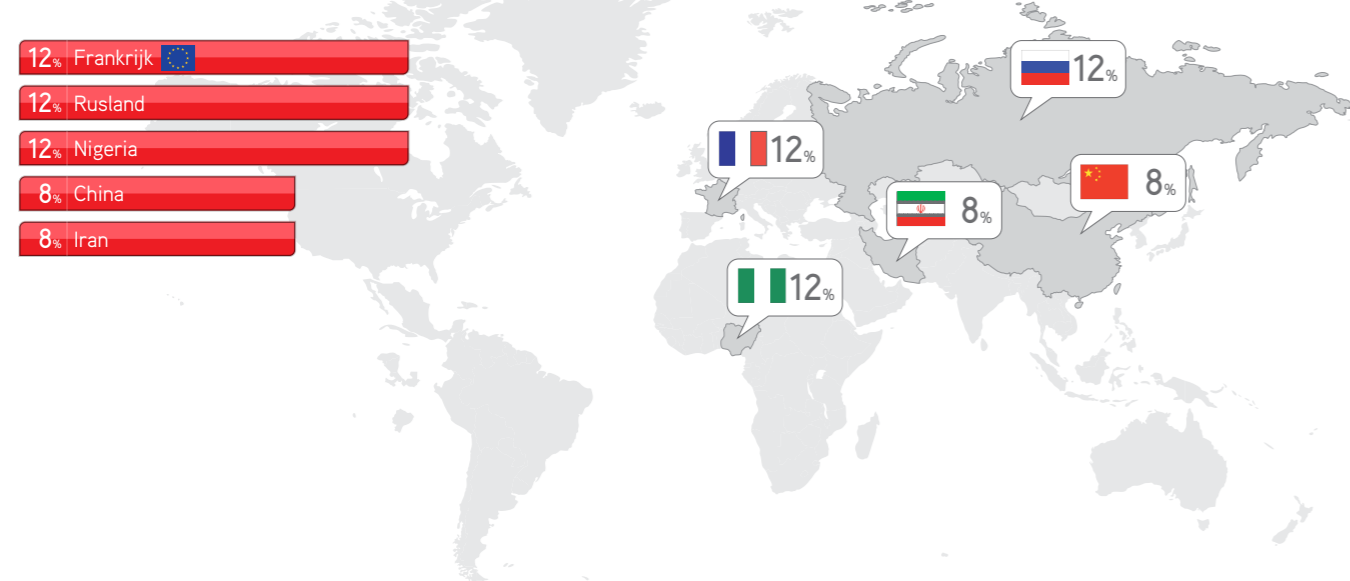 12% Frankrijk
12% Rusland
12% Nigeria
8% China
8% Iran
12%
12%
8%
8%
12%